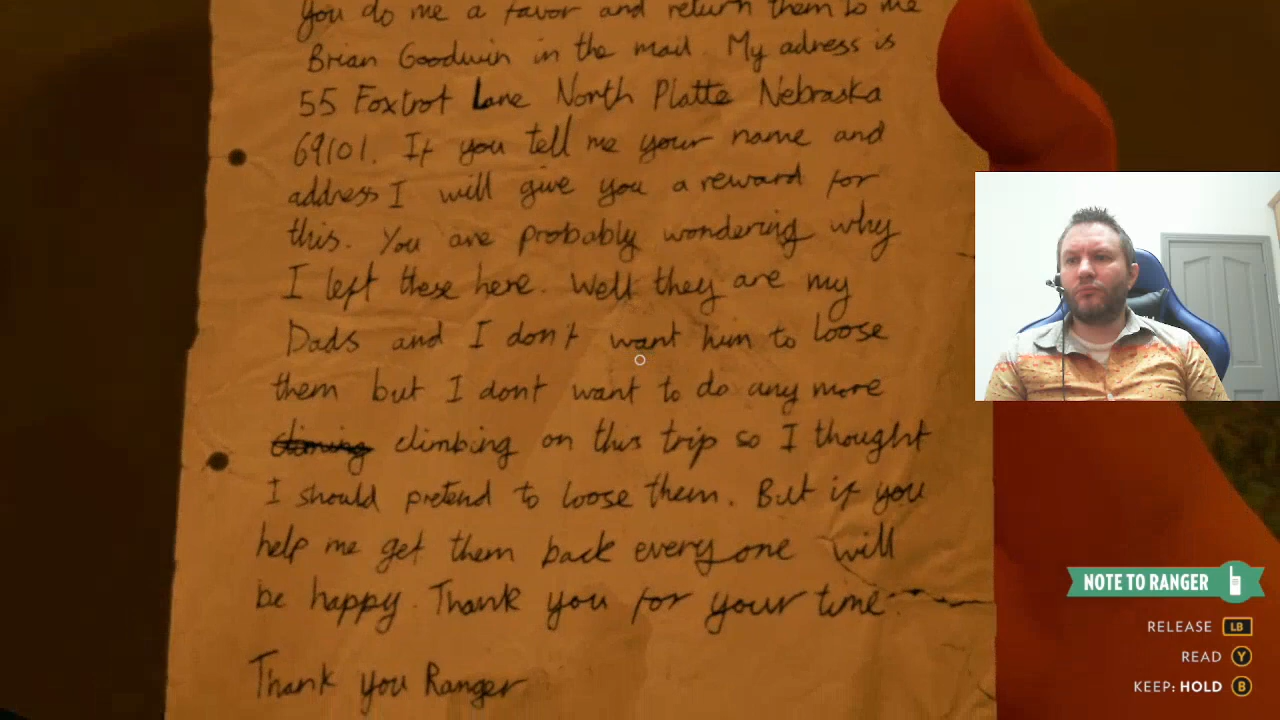 You do me a favor and return them to me
Brian Goodwin in the mail. My adress is
55 Foxtrot Lane North Platte Nebraska
69101. If you tell me your name and
address I will give you a reward for
this. You are probably wondering why
I left these here. Well they are my
Dads and I don't want him to loose
them but I dont want to do any more
climing climbing on this trip so I thought
I should pretend to loose them. But if you
help me get them back every one will
be happy. Thank you for your time
Thank you Ranger
NOTE TO RANGER
RELEASE LB
READ Y
KEEP: HOLD B